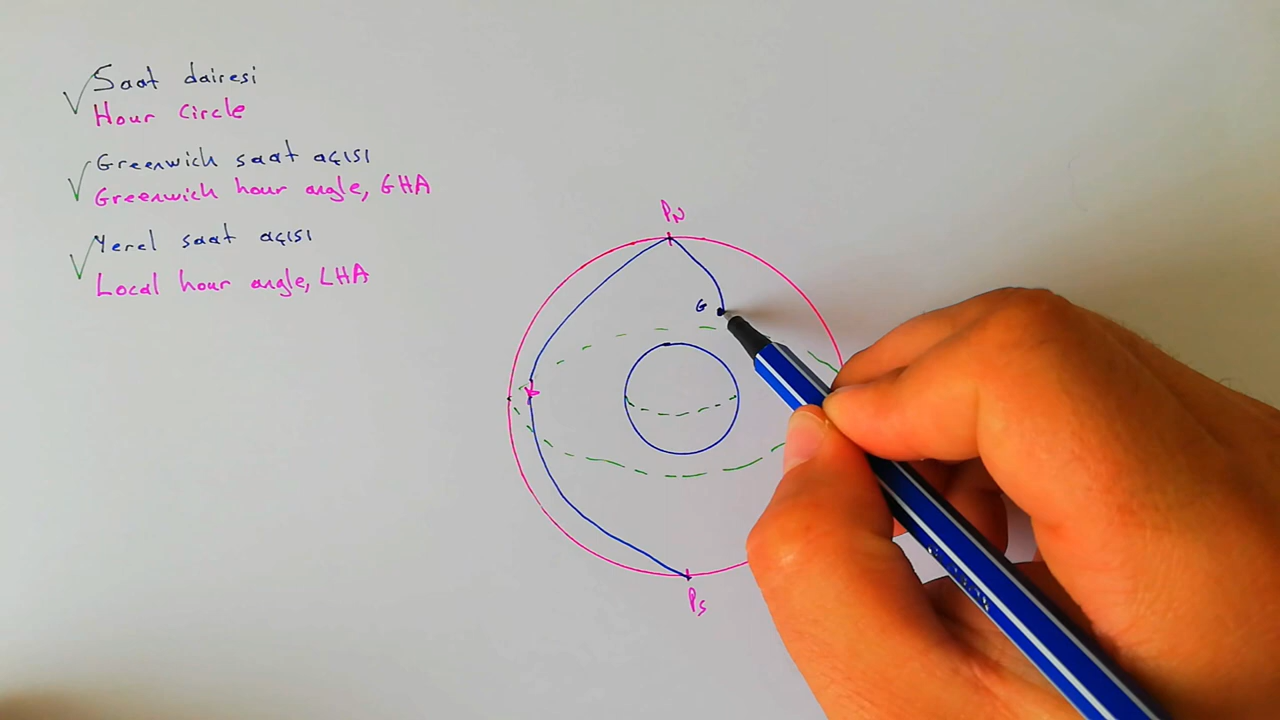 Saat dairesi
Hour Circle
Greenwich saat açısı
Greenwich hour angle, GHA
Yerel saat açısı
Local hour angle, LHA
PN
G
Ps